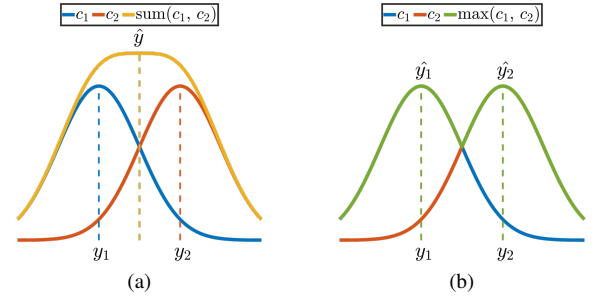 c₁ c₂ sum(c₁, c₂)
ŷ
y₁ y₂
(a)
c₁ c₂ max(c₁, c₂)
ŷ₁ ŷ₂
y₁ y₂
(b)